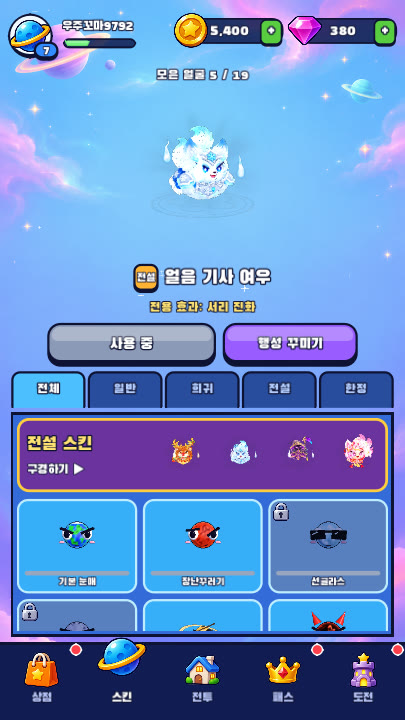 우주꼬마9792
7
5,400
380
모은 얼굴 5 / 19
전설 얼음 기사 여우
전용 효과: 서리 진화
사용 중
행성 꾸미기
전체
일반
희귀
전설
한정
전설 스킨
구경하기 ▶
기본 눈매
장난꾸러기
선글라스
상점
스킨
전투
패스
도전